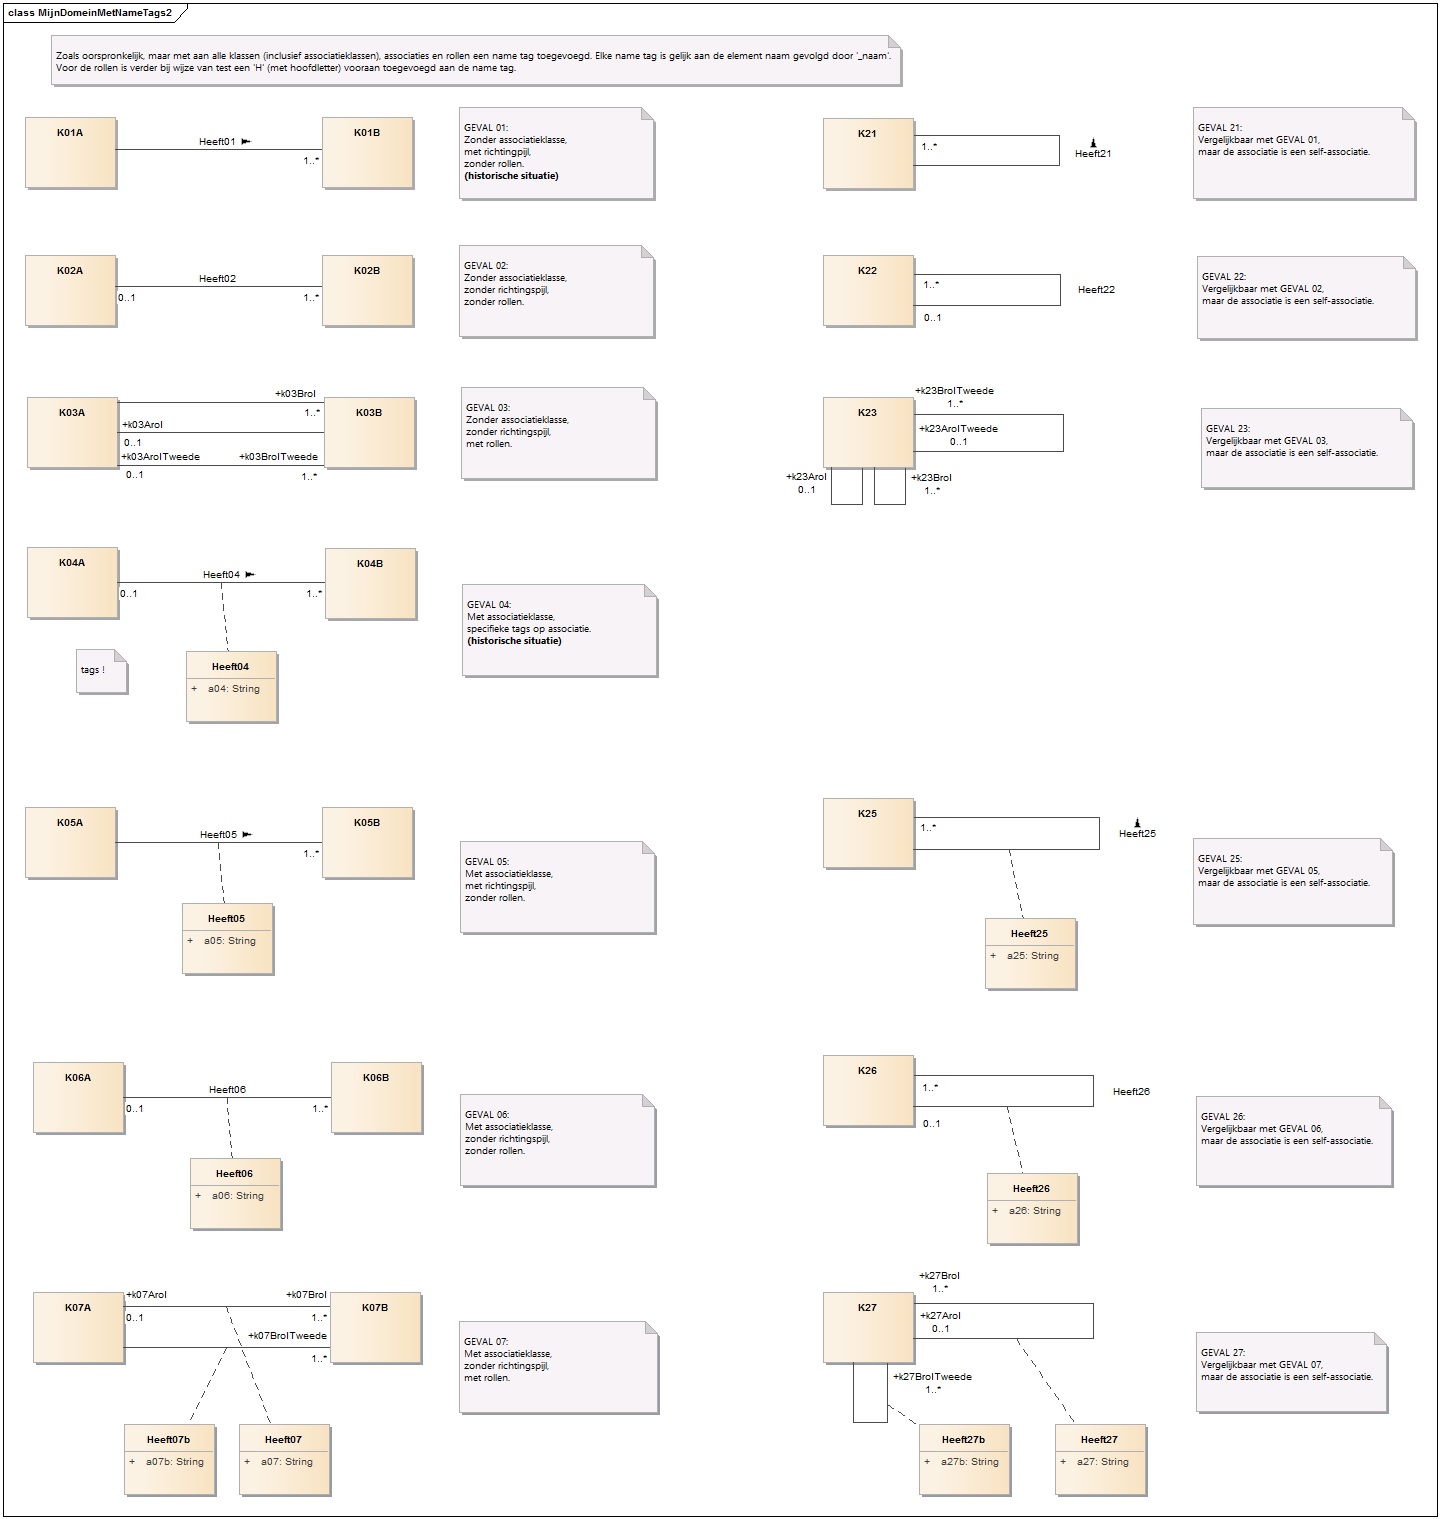 class MijnDomeinMetNameTags2
Zoals oorspronkelijk, maar met aan alle klassen (inclusief associatieklassen), associaties en rollen een name tag toegevoegd. Elke name tag is gelijk aan de element naam gevolgd door '_naam'.
Voor de rollen is verder bij wijze van test een 'H' (met hoofdletter) vooraan toegevoegd aan de name tag.
K01A
Heeft01
1..*
K01B
GEVAL 01:
Zonder associatieklasse,
met richtingpijl,
zonder rollen.
(historische situatie)
K21
1..*
Heeft21
GEVAL 21:
Vergelijkbaar met GEVAL 01,
maar de associatie is een self-associatie.
K02A
Heeft02
0..1
1..*
K02B
GEVAL 02:
Zonder associatieklasse,
zonder richtingspijl,
zonder rollen.
K22
1..*
0..1
Heeft22
GEVAL 22:
Vergelijkbaar met GEVAL 02,
maar de associatie is een self-associatie.
K03A
+k03Brol
1..*
+k03Arol
0..1
+k03ArolTweede
+k03BrolTweede
0..1
1..*
K03B
GEVAL 03:
Zonder associatieklasse,
zonder richtingspijl,
met rollen.
+k23BrolTweede
1..*
K23
+k23ArolTweede
0..1
+k23Arol
0..1
+k23Brol
1..*
GEVAL 23:
Vergelijkbaar met GEVAL 03,
maar de associatie is een self-associatie.
K04A
Heeft04
0..1
1..*
K04B
tags !
Heeft04
+ a04: String
GEVAL 04:
Met associatieklasse,
specifieke tags op associatie.
(historische situatie)
K05A
Heeft05
1..*
K05B
Heeft05
+ a05: String
GEVAL 05:
Met associatieklasse,
met richtingspijl,
zonder rollen.
K25
1..*
Heeft25
Heeft25
+ a25: String
GEVAL 25:
Vergelijkbaar met GEVAL 05,
maar de associatie is een self-associatie.
K06A
Heeft06
0..1
1..*
K06B
Heeft06
+ a06: String
GEVAL 06:
Met associatieklasse,
zonder richtingspijl,
zonder rollen.
K26
1..*
0..1
Heeft26
Heeft26
+ a26: String
GEVAL 26:
Vergelijkbaar met GEVAL 06,
maar de associatie is een self-associatie.
K07A
+k07Arol
+k07Brol
0..1
1..*
+k07BrolTweede
1..*
K07B
Heeft07b
+ a07b: String
Heeft07
+ a07: String
GEVAL 07:
Met associatieklasse,
zonder richtingspijl,
met rollen.
+k27Brol
1..*
K27
+k27Arol
0..1
+k27BrolTweede
1..*
Heeft27b
+ a27b: String
Heeft27
+ a27: String
GEVAL 27:
Vergelijkbaar met GEVAL 07,
maar de associatie is een self-associatie.